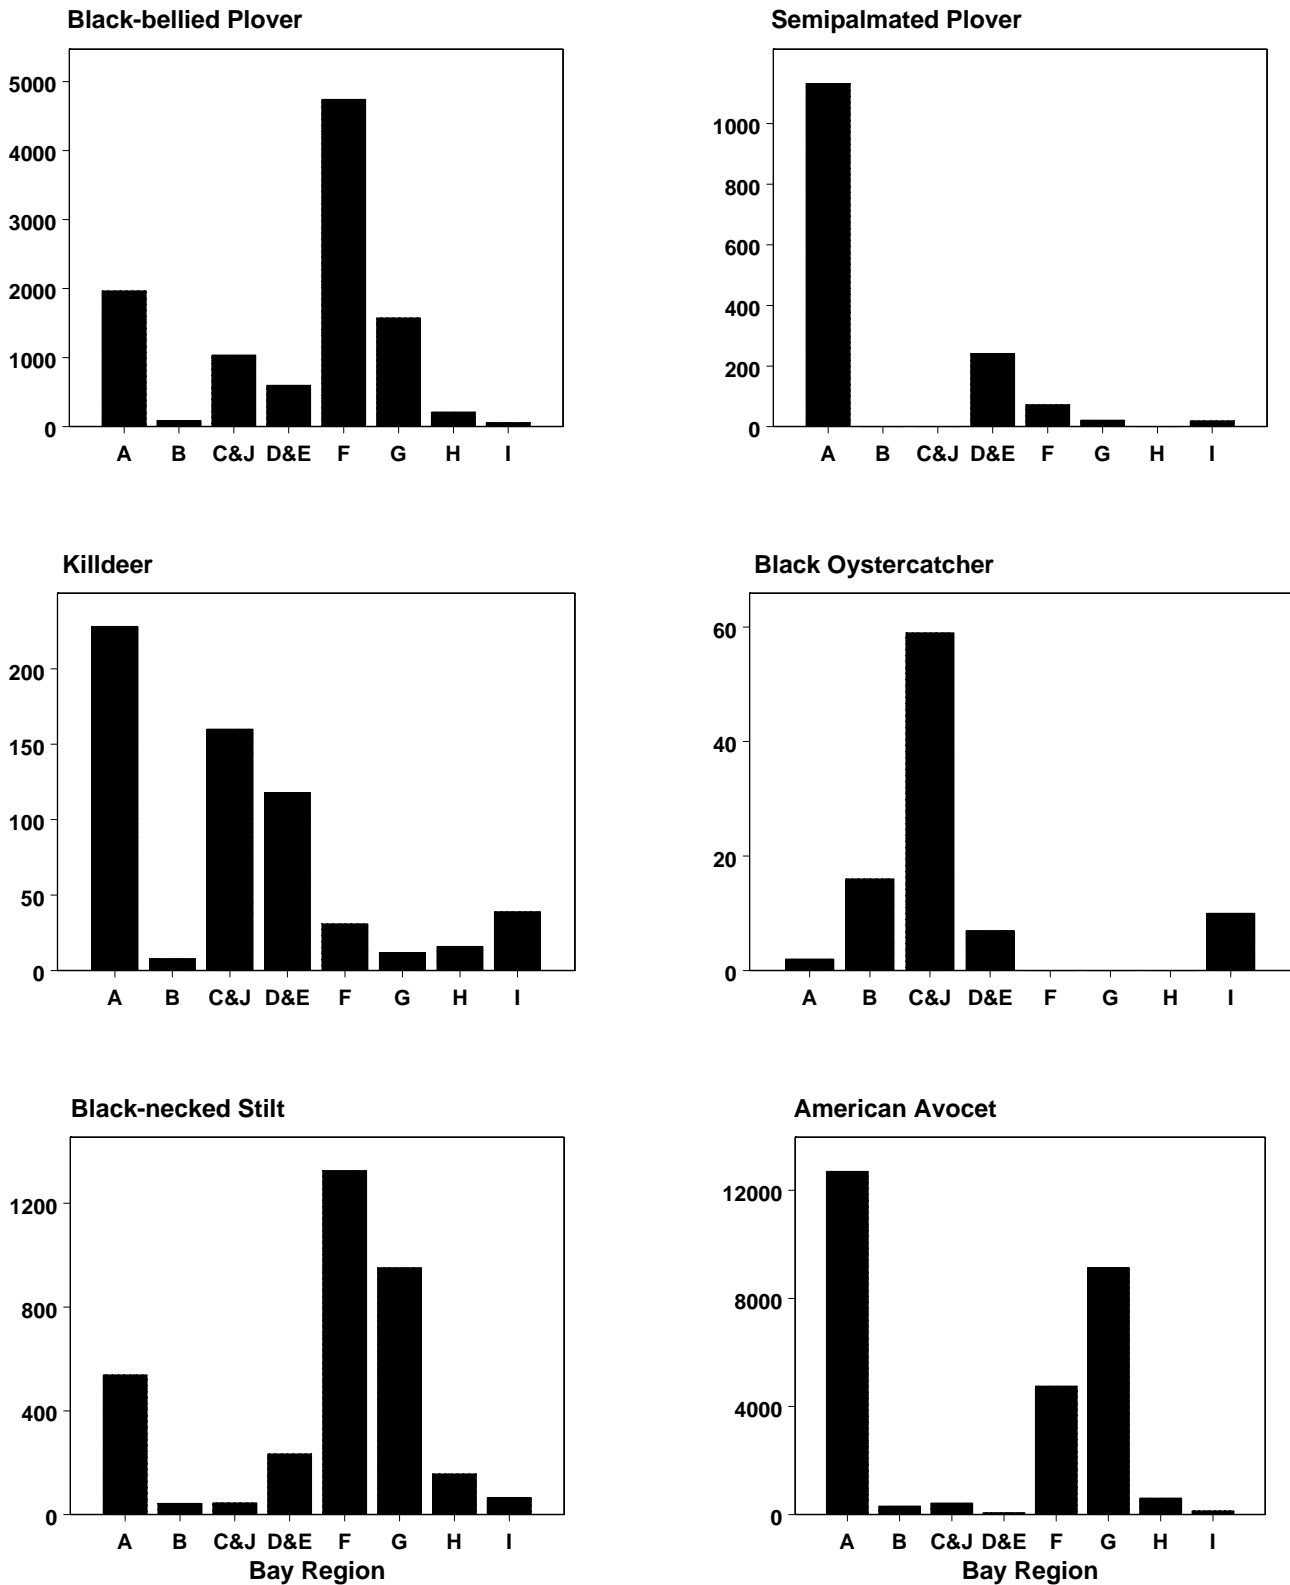 Black-bellied Plover
5000
4000
3000
2000
1000
0
A B C&J D&E F G H I
Semipalmated Plover
1000
800
600
400
200
0
A B C&J D&E F G H I
Killdeer
200
150
100
50
0
A B C&J D&E F G H I
Black Oystercatcher
60
40
20
0
A B C&J D&E F G H I
Black-necked Stilt
1200
800
400
0
A B C&J D&E F G H I
Bay Region
American Avocet
12000
8000
4000
0
A B C&J D&E F G H I
Bay Region